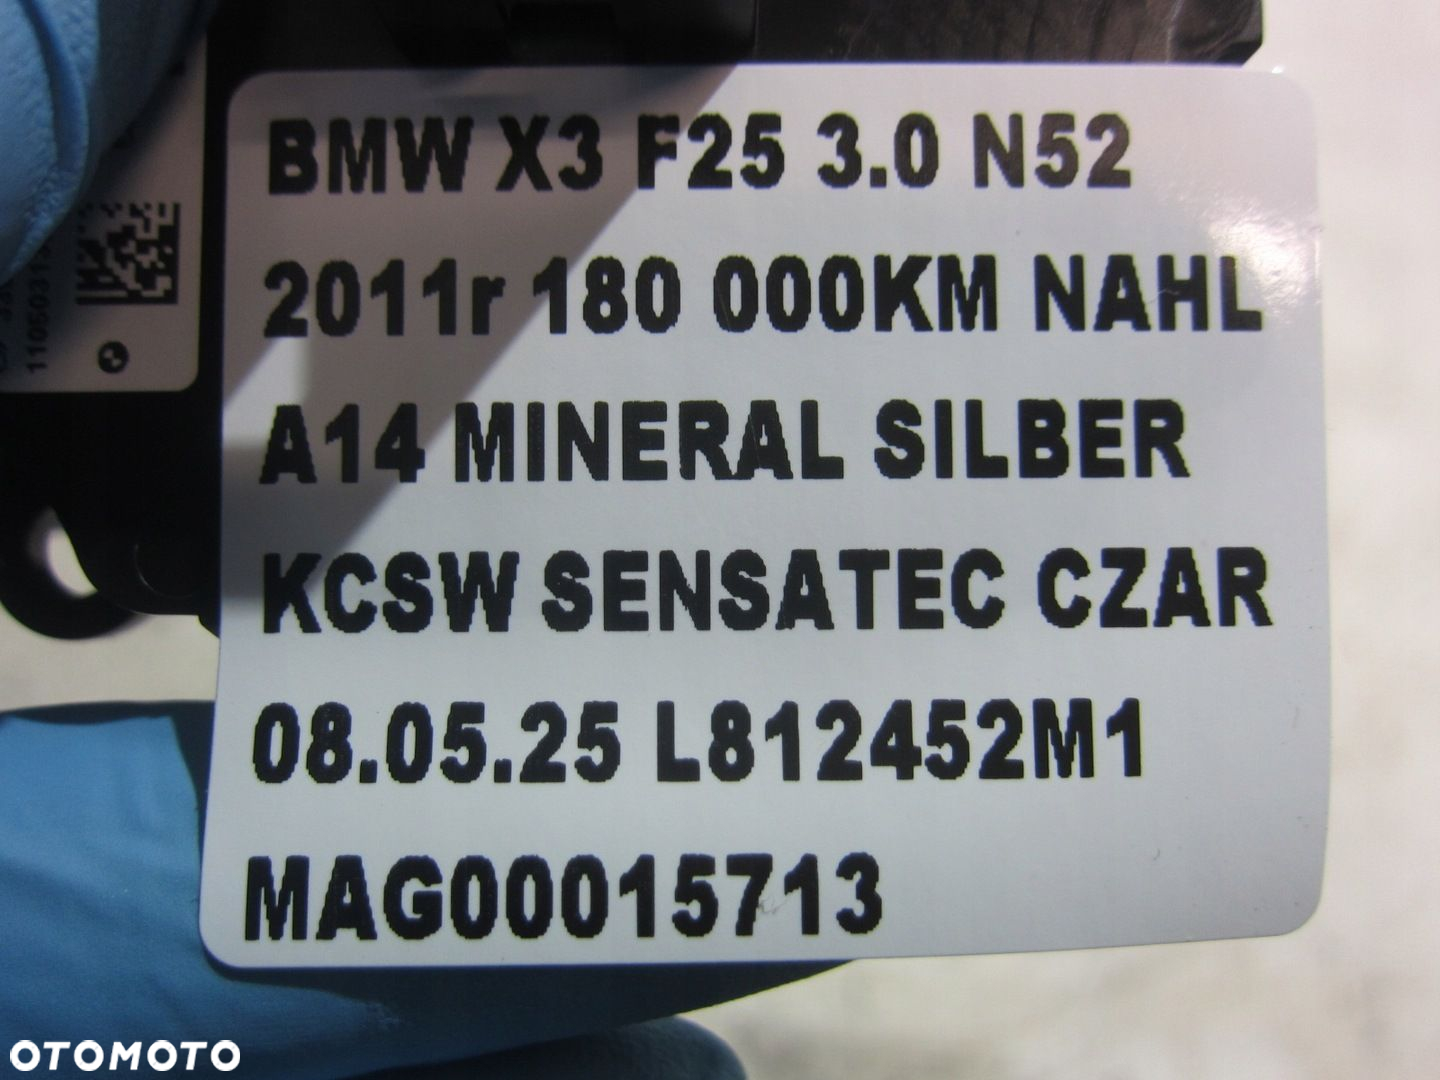 BMW X3 F25 3.0 N52
2011r 180 000KM NAHL
A14 MINERAL SILBER
KCSW SENSATEC CZAR
08.05.25 L812452M1
MAG00015713
OTOMOTO